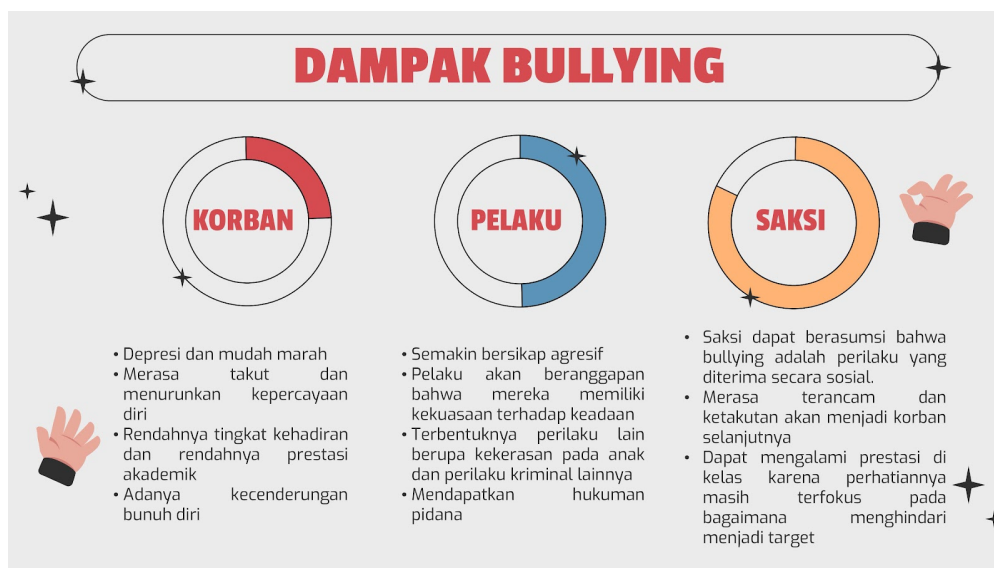 DAMPAK BULLYING
KORBAN
• Depresi dan mudah marah
• Merasa takut dan
menurunkan kepercayaan
diri
• Rendahnya tingkat kehadiran
dan rendahnya prestasi
akademik
• Adanya kecenderungan
bunuh diri
PELAKU
• Semakin bersikap agresif
• Pelaku akan beranggapan
bahwa mereka memiliki
kekuasaan terhadap keadaan
• Terbentuknya perilaku lain
berupa kekerasan pada anak
dan perilaku kriminal lainnya
• Mendapatkan hukuman
pidana
SAKSI
• Saksi dapat berasumsi bahwa
bullying adalah perilaku yang
diterima secara sosial.
• Merasa terancam dan
ketakutan akan menjadi korban
selanjutnya
• Dapat mengalami prestasi di
kelas karena perhatiannya
masih terfokus pada
bagaimana menghindari
menjadi target